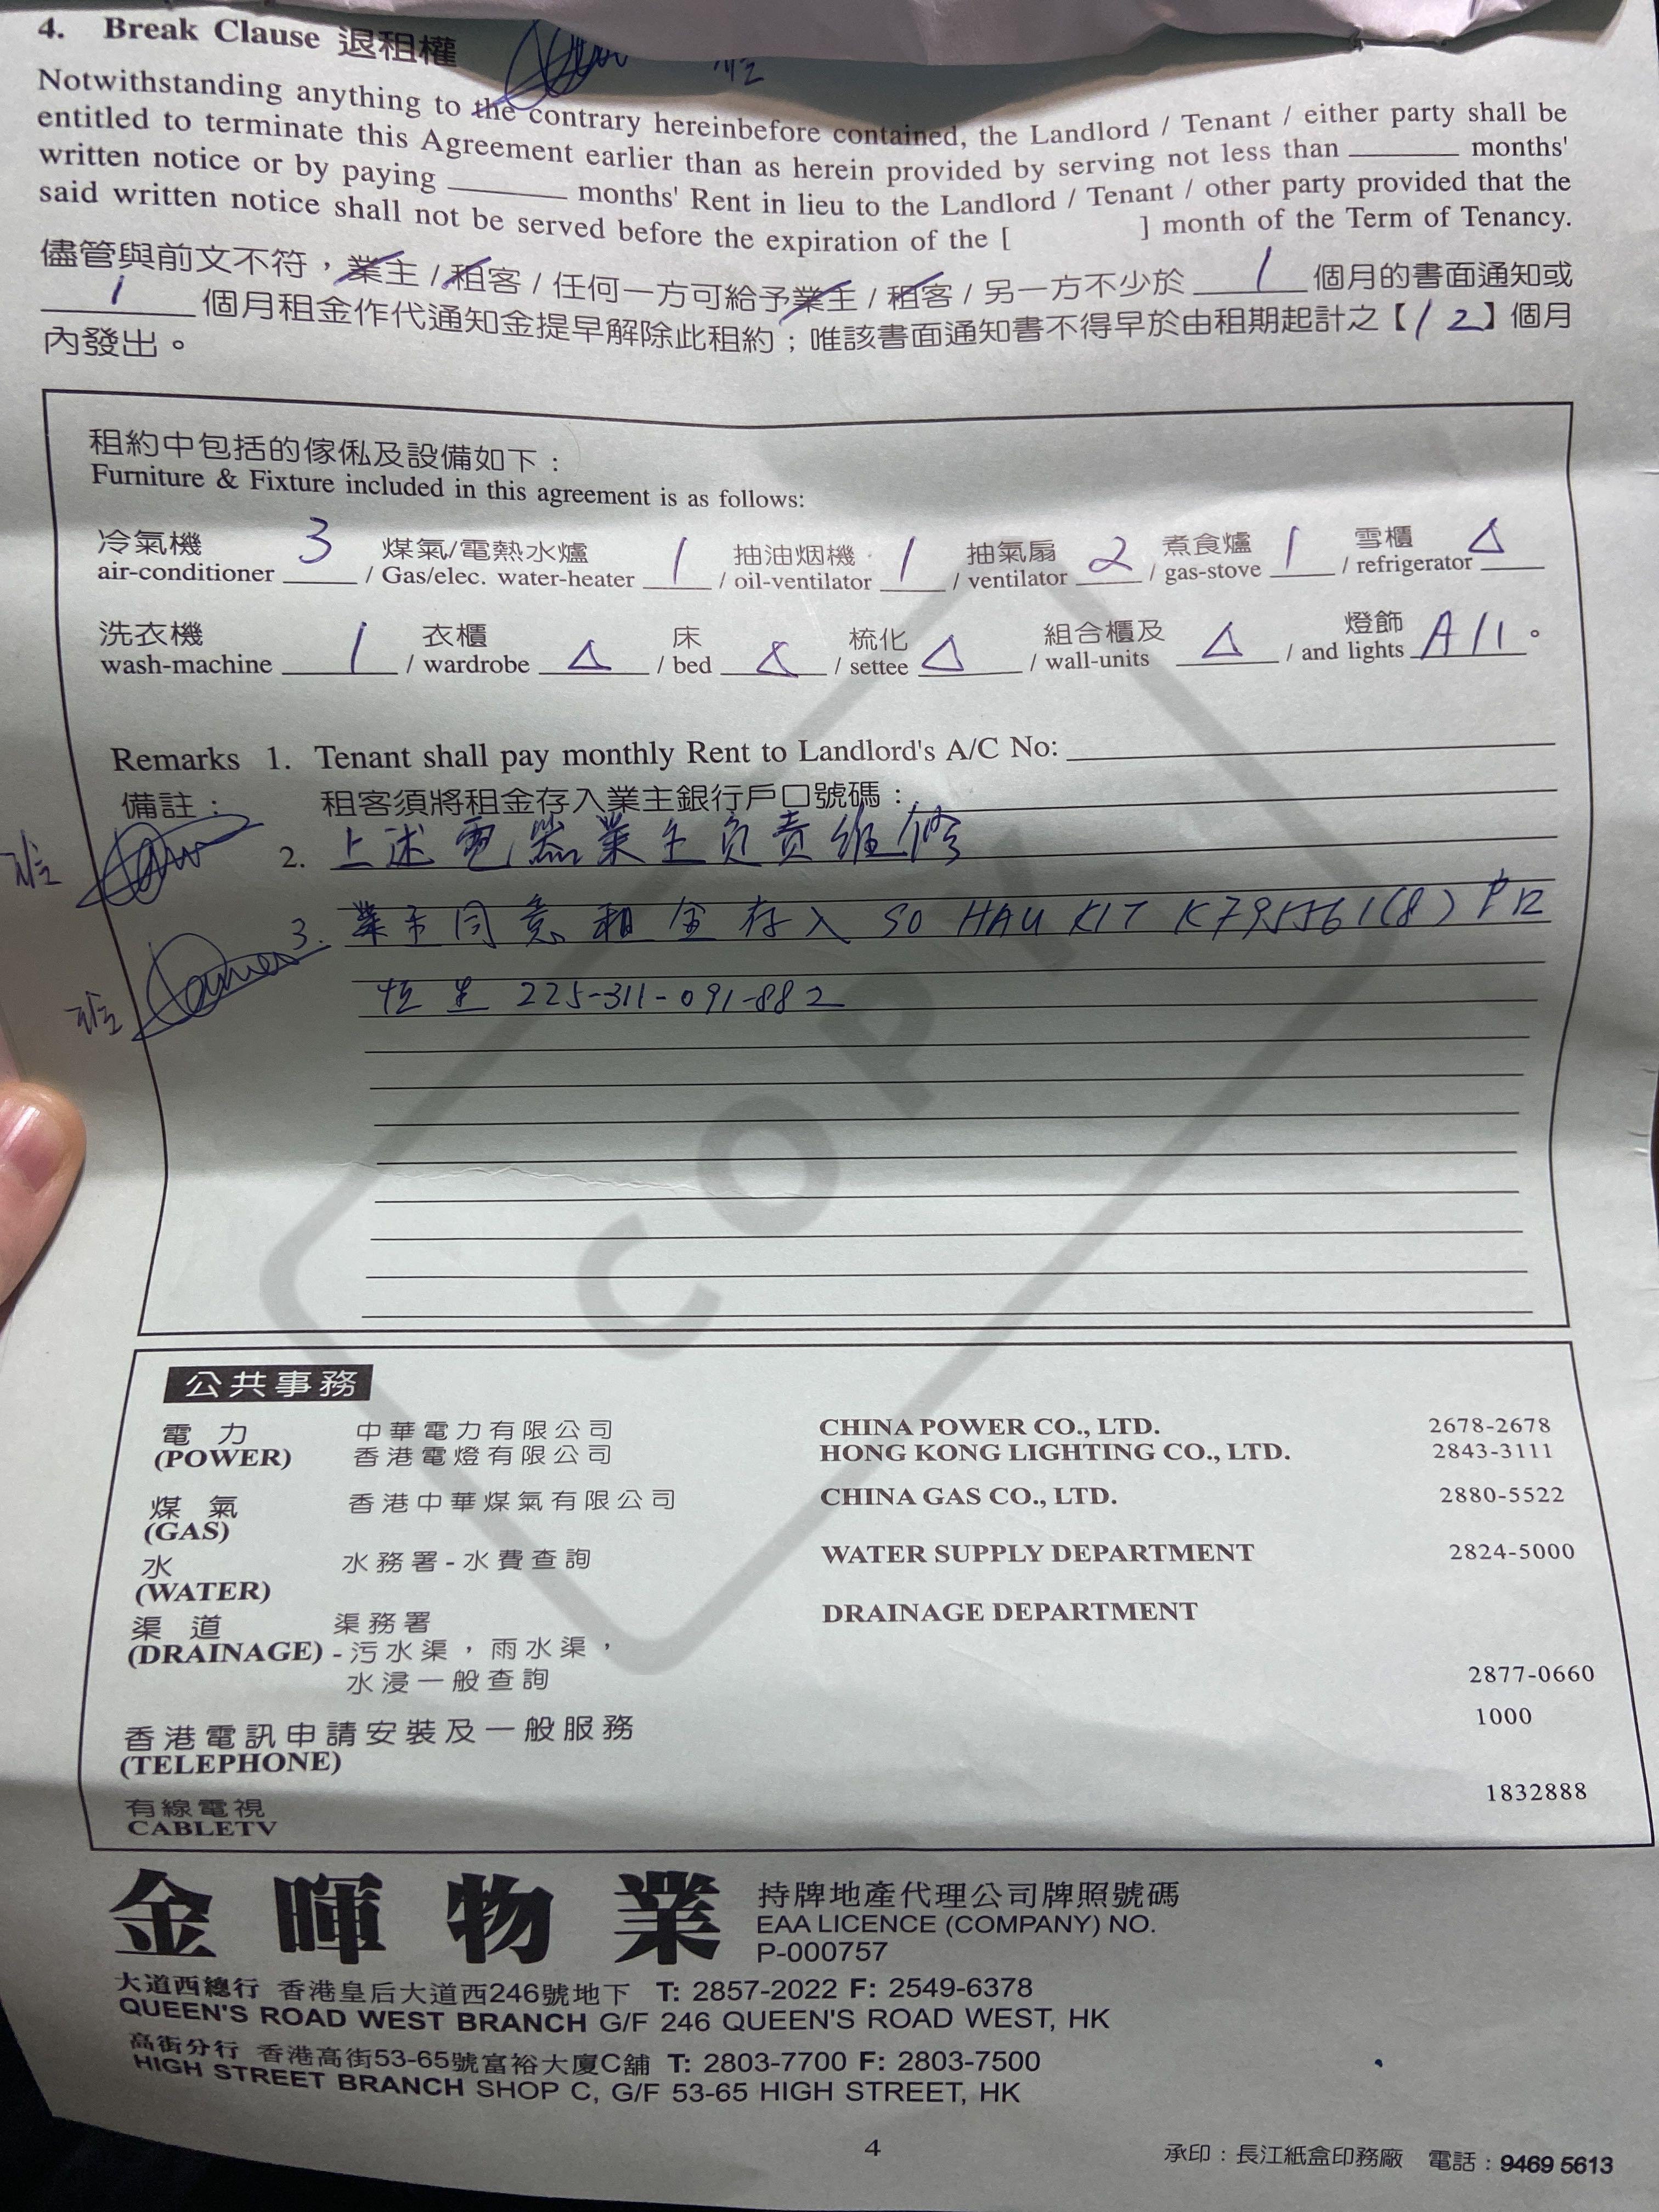 4. Break Clause 退租權
Notwithstanding anything to the contrary hereinbefore contained, the Landlord / Tenant / either party shall be
entitled to terminate this Agreement earlier than as herein provided by serving not less than ______ months'
written notice or by paying ______ months' Rent in lieu to the Landlord / Tenant / other party provided that the
said written notice shall not be served before the expiration of the [ ] month of the Term of Tenancy.
儘管與前文不符，業主 / 租客 / 任何一方可給予業主 / 租客 / 另一方不少於 1 個月的書面通知或
1 個月租金作代通知金提早解除此租約；唯該書面通知書不得早於由租期起計之【12】個月
內發出。
租約中包括的傢俬及設備如下：
Furniture & Fixture included in this agreement is as follows:
冷氣機 3 煤氣/電熱水爐 1 抽油烟機 1 抽氣扇 2 煮食爐 1 雪櫃 △
air-conditioner / Gas/elec. water-heater / oil-ventilator / ventilator / gas-stove / refrigerator
洗衣機 1 衣櫃 △ 床 △ 梳化 △ 組合櫃及 △ 燈飾 All。
wash-machine / wardrobe / bed / settee / wall-units / and lights
Remarks 1. Tenant shall pay monthly Rent to Landlord's A/C No:
備註： 租客須將租金存入業主銀行戶口號碼：
2. 上述電器業主负責維修
3. 業主同意租金存入 SO HAU KIT K795561(8) 户口
恒生 225-311-091-882
COPY
公共事務
電力 中華電力有限公司 CHINA POWER CO., LTD. 2678-2678
(POWER) 香港電燈有限公司 HONG KONG LIGHTING CO., LTD. 2843-3111
煤氣 香港中華煤氣有限公司 CHINA GAS CO., LTD. 2880-5522
(GAS)
水 水務署-水費查詢 WATER SUPPLY DEPARTMENT 2824-5000
(WATER)
渠道 渠務署 DRAINAGE DEPARTMENT
(DRAINAGE) -污水渠，雨水渠，
水浸一般查詢 2877-0660
香港電訊申請安裝及一般服務 1000
(TELEPHONE)
有線電視 1832888
CABLETV
金暉物業
持牌地產代理公司牌照號碼
EAA LICENCE (COMPANY) NO.
P-000757
大道西總行 香港皇后大道西246號地下 T: 2857-2022 F: 2549-6378
QUEEN'S ROAD WEST BRANCH G/F 246 QUEEN'S ROAD WEST, HK
高街分行 香港高街53-65號富裕大廈C舖 T: 2803-7700 F: 2803-7500
HIGH STREET BRANCH SHOP C, G/F 53-65 HIGH STREET, HK
4
承印：長江紙盒印務廠 電話：9469 5613